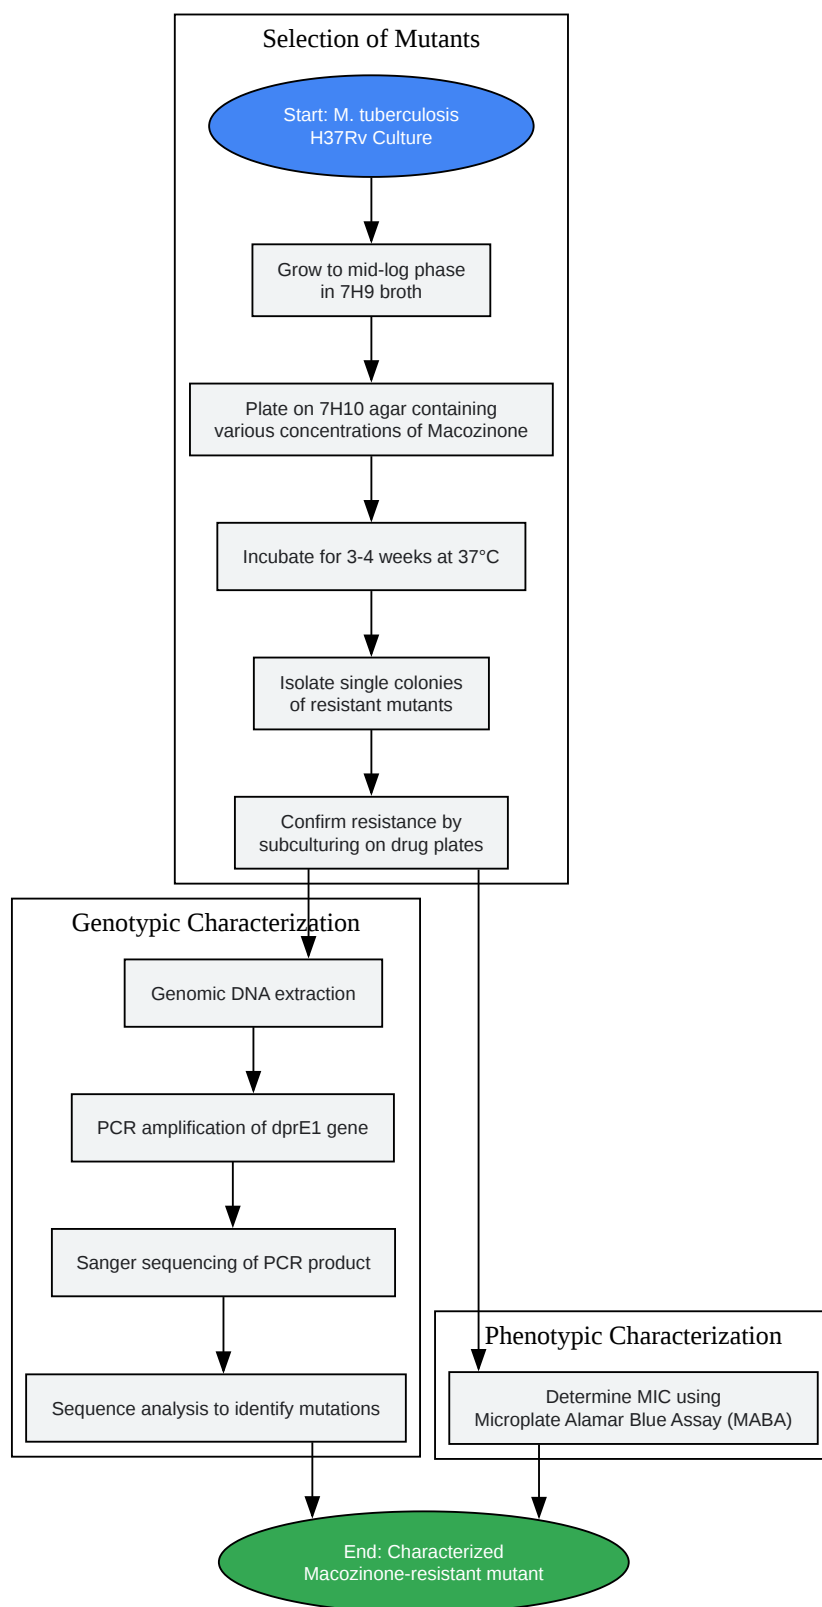 Selection of Mutants
Start: M. tuberculosis
H37Rv Culture
Grow to mid-log phase
in 7H9 broth
Plate on 7H10 agar containing
various concentrations of Macozinone
Incubate for 3-4 weeks at 37°C
Isolate single colonies
of resistant mutants
Confirm resistance by
subculturing on drug plates
Genotypic Characterization
Genomic DNA extraction
PCR amplification of dprE1 gene
Sanger sequencing of PCR product
Sequence analysis to identify mutations
Phenotypic Characterization
Determine MIC using
Microplate Alamar Blue Assay (MABA)
End: Characterized
Macozinone-resistant mutant